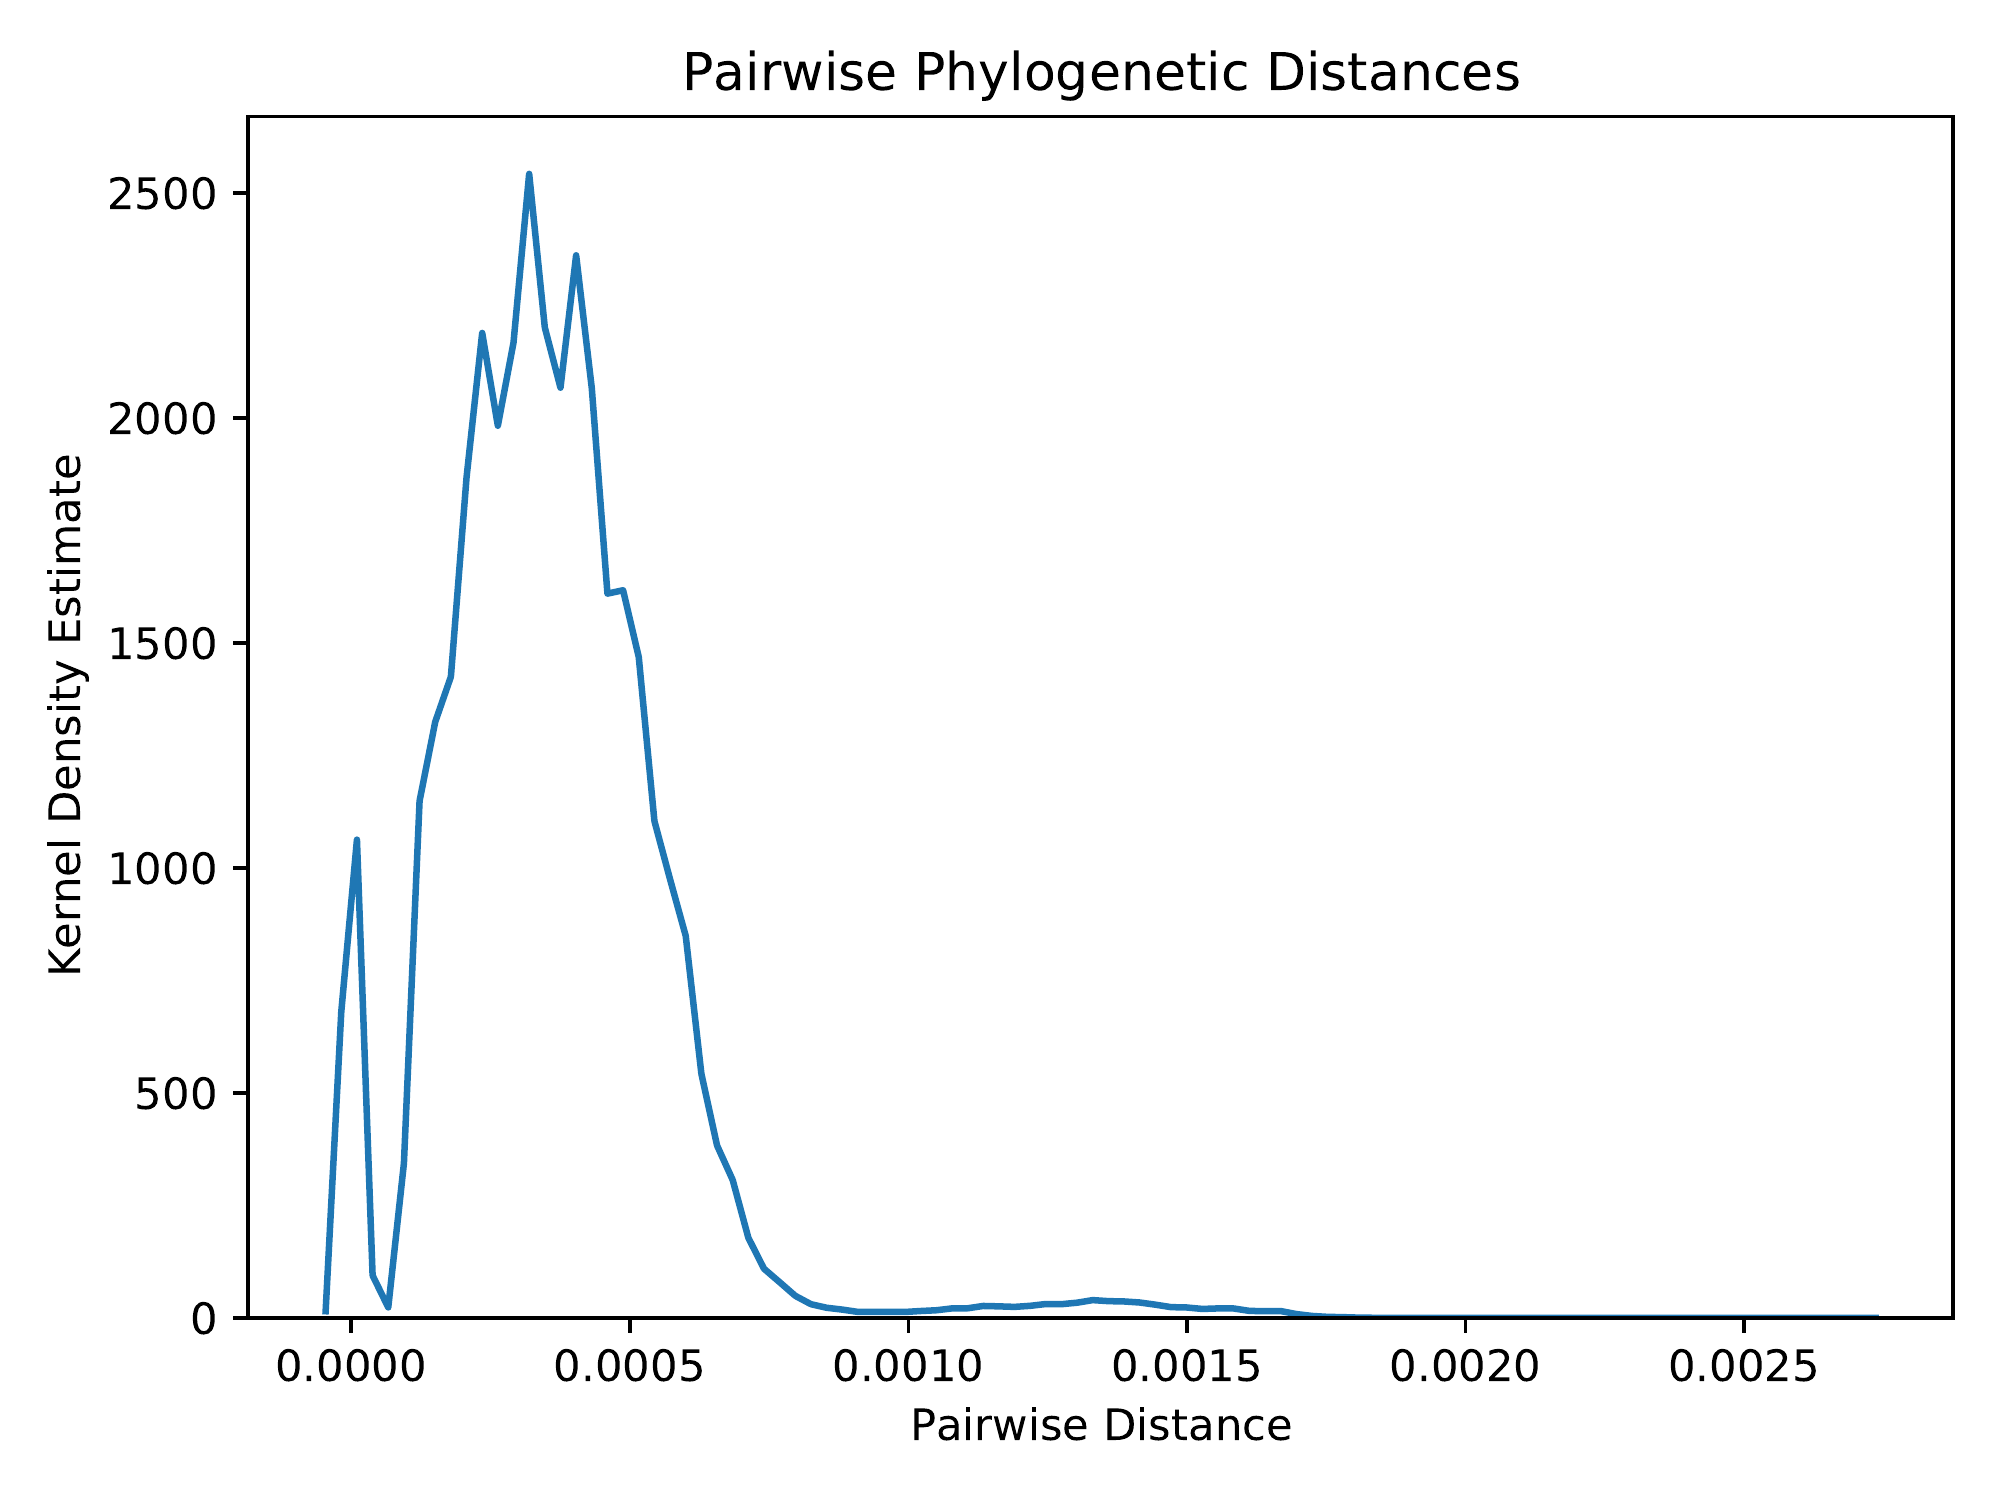 Pairwise Phylogenetic Distances
Kernel Density Estimate
2500
2000
1500
1000
500
0
0.0000 0.0005 0.0010 0.0015 0.0020 0.0025
Pairwise Distance